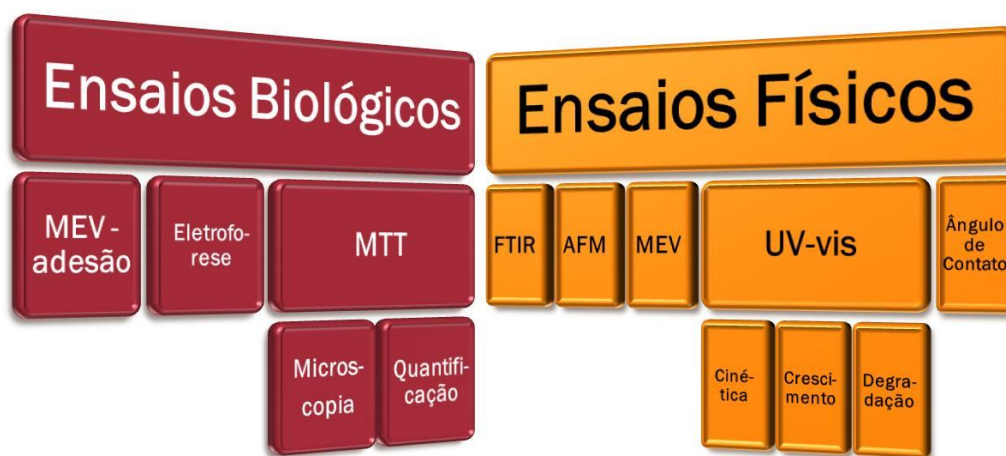 Ensaios Biológicos
MEV-
adesão
Eletrofo-
rese
MTT
Micros-
copia
Quantifi-
cação
Ensaios Físicos
FTIR
AFM
MEV
UV-vis
Ângulo
de
Contato
Ciné-
tica
Cresci-
mento
Degra-
dação